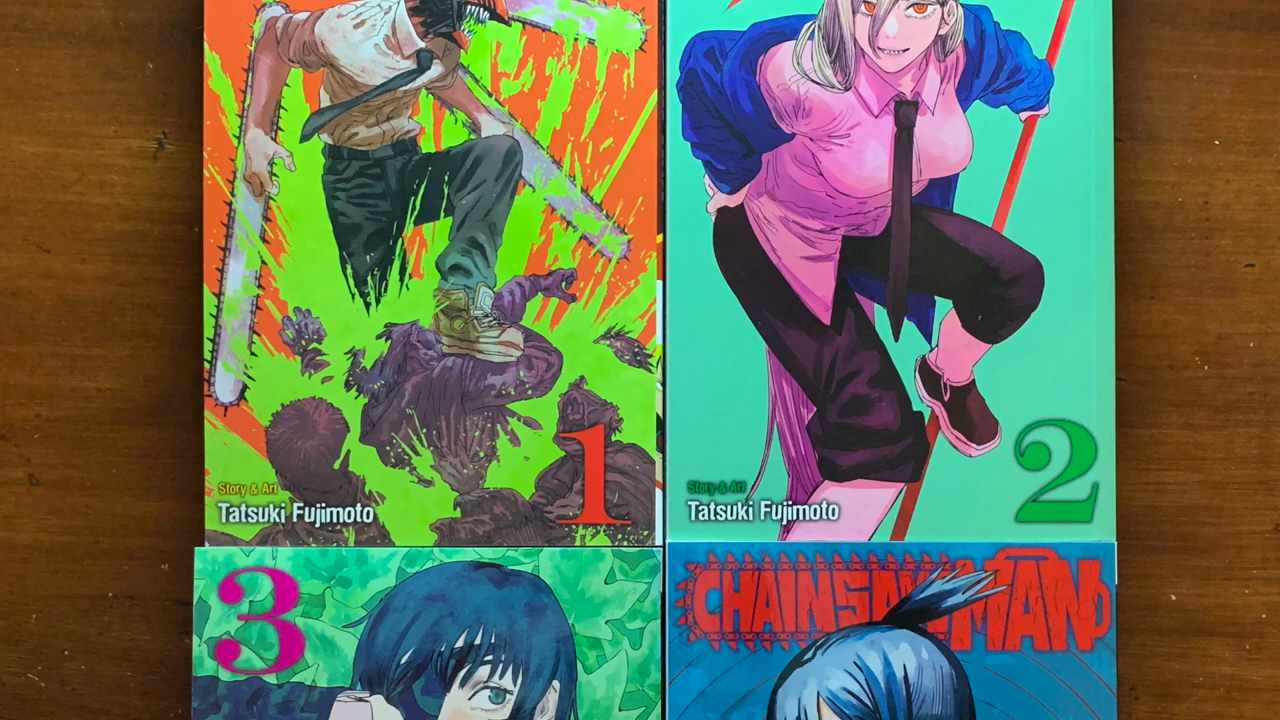 Story & Art
Tatsuki Fujimoto
1
Story & Art
Tatsuki Fujimoto
2
3
CHAINSAW MAN